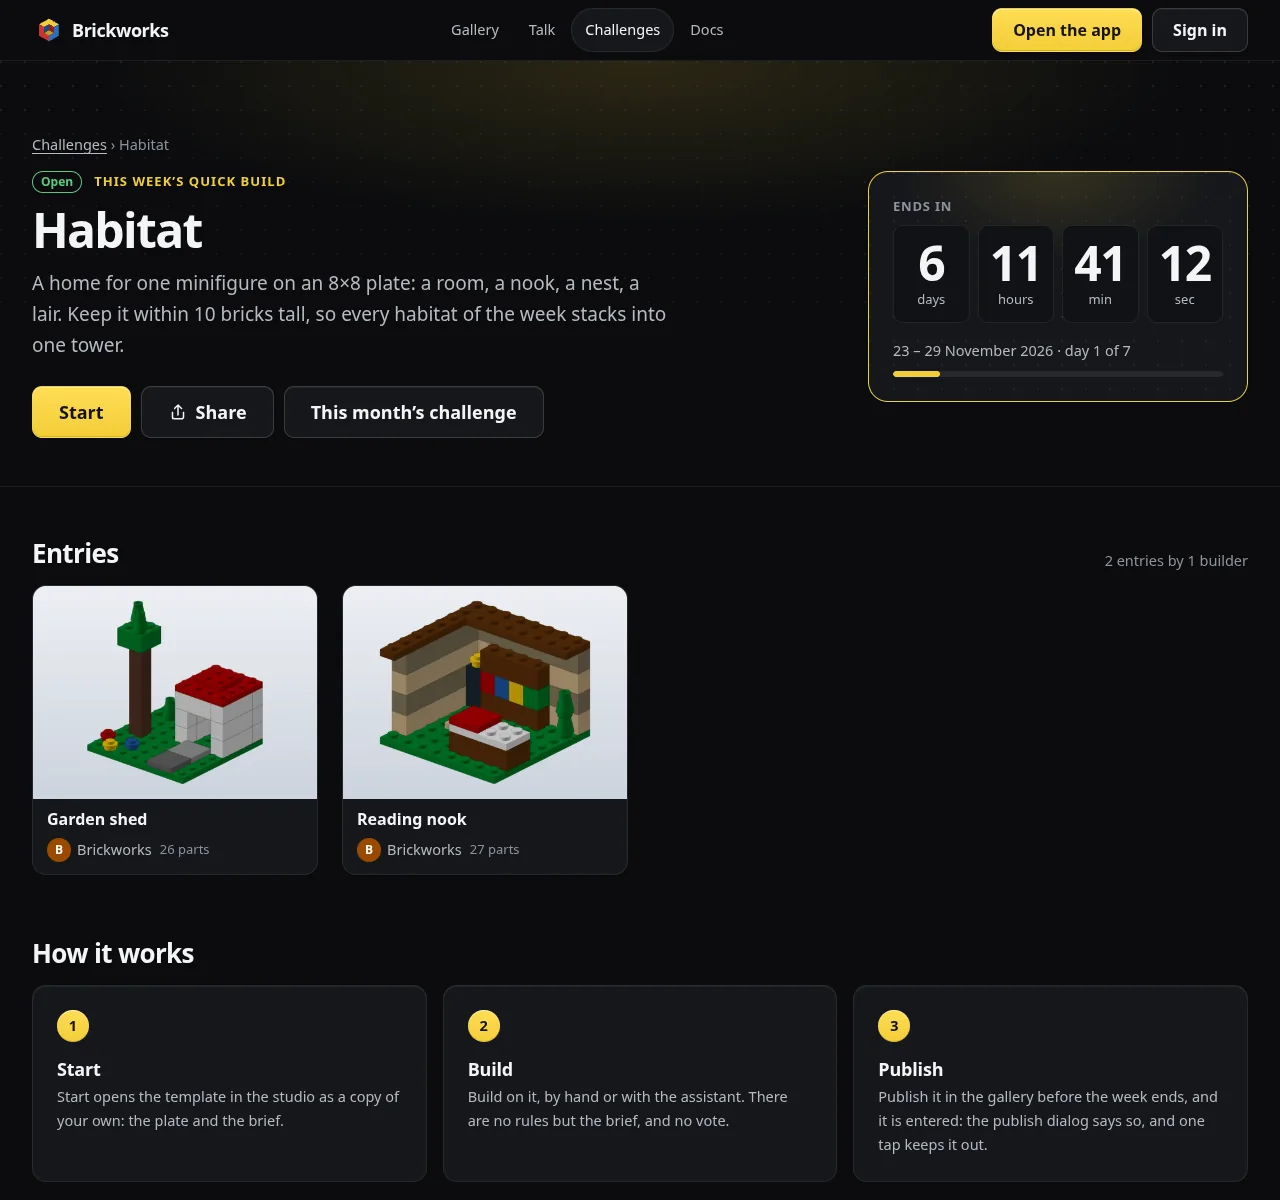 Brickworks
Gallery
Talk
Challenges
Docs
Open the app
Sign in
Challenges › Habitat
Open
THIS WEEK’S QUICK BUILD
Habitat
A home for one minifigure on an 8×8 plate: a room, a nook, a nest, a
lair. Keep it within 10 bricks tall, so every habitat of the week stacks into
one tower.
Start
Share
This month’s challenge
ENDS IN
6
days
11
hours
41
min
12
sec
23 – 29 November 2026 · day 1 of 7
Entries
2 entries by 1 builder
Garden shed
B Brickworks 26 parts
Reading nook
B Brickworks 27 parts
How it works
1
Start
Start opens the template in the studio as a copy of
your own: the plate and the brief.
2
Build
Build on it, by hand or with the assistant. There
are no rules but the brief, and no vote.
3
Publish
Publish it in the gallery before the week ends, and
it is entered: the publish dialog says so, and one
tap keeps it out.